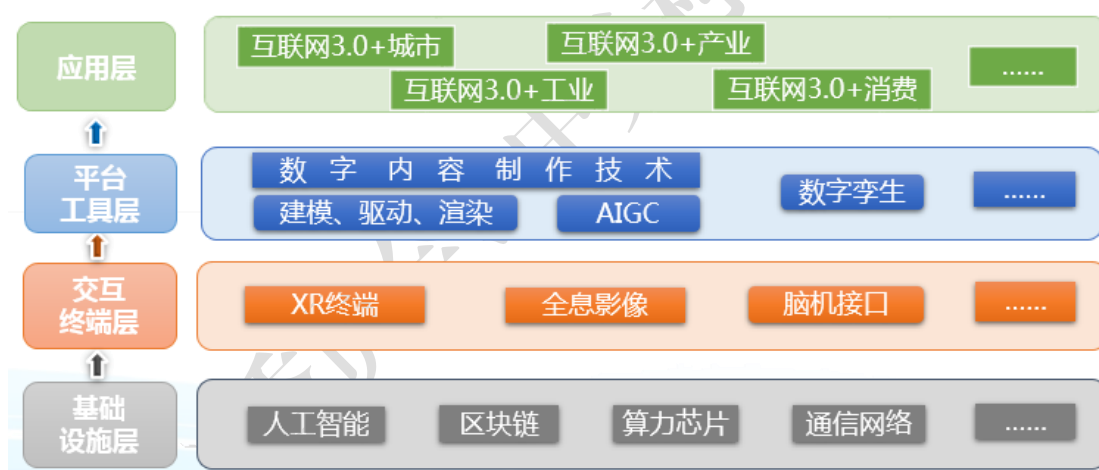 应用层
互联网3.0+城市
互联网3.0+产业
互联网3.0+工业
互联网3.0+消费
......
平台
工具层
数字内容制作技术
建模、驱动、渲染
AIGC
数字孪生
......
交互
终端层
XR终端
全息影像
脑机接口
......
基础
设施层
人工智能
区块链
算力芯片
通信网络
......